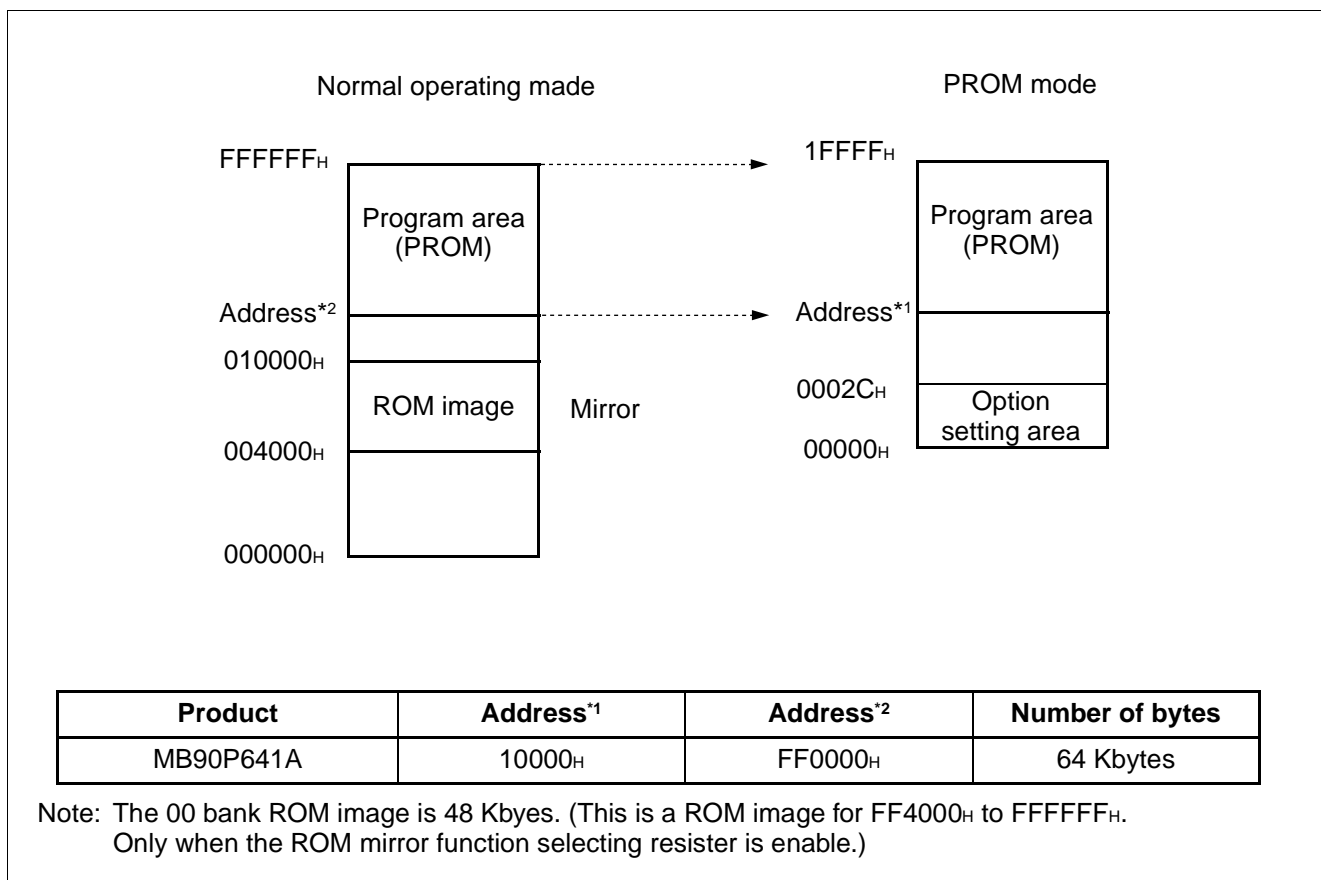 Normal operating made
PROM mode
FFFFFFH
1FFFFH
Program area
(PROM)
Program area
(PROM)
Address*2
Address*1
010000H
0002CH
ROM image
Mirror
Option
setting area
004000H
00000H
000000H
Product Address*1 Address*2 Number of bytes
MB90P641A 10000H FF0000H 64 Kbytes
Note: The 00 bank ROM image is 48 Kbyes. (This is a ROM image for FF4000H to FFFFFFH.
Only when the ROM mirror function selecting resister is enable.)